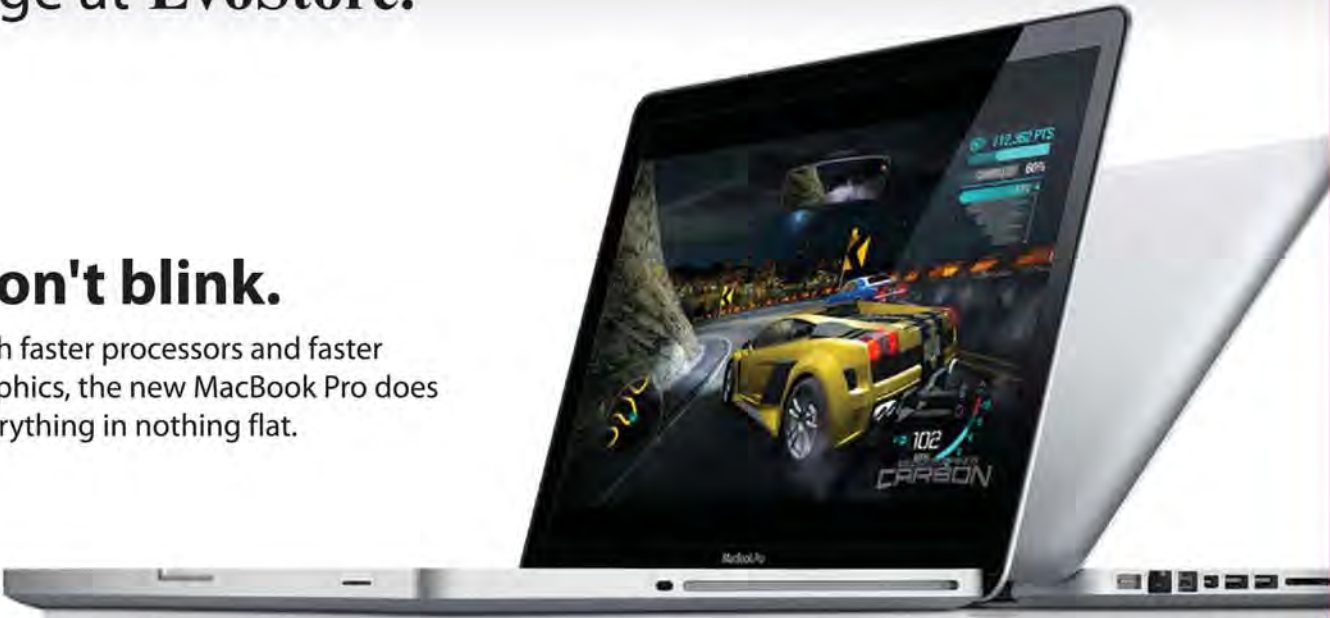 ge at EvoStore.
on't blink.
h faster processors and faster
phics, the new MacBook Pro does
rything in nothing flat.
112,362 PTS
60%
102
CARBON
MacBook Pro